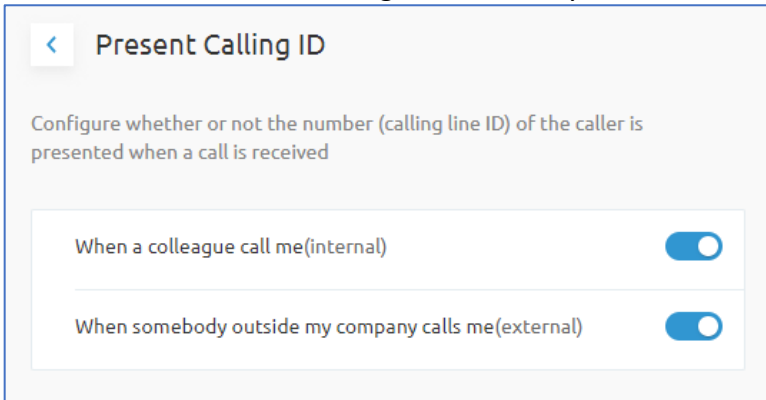 Present Calling ID
Configure whether or not the number (calling line ID) of the caller is
presented when a call is received
When a colleague call me(internal)
When somebody outside my company calls me(external)